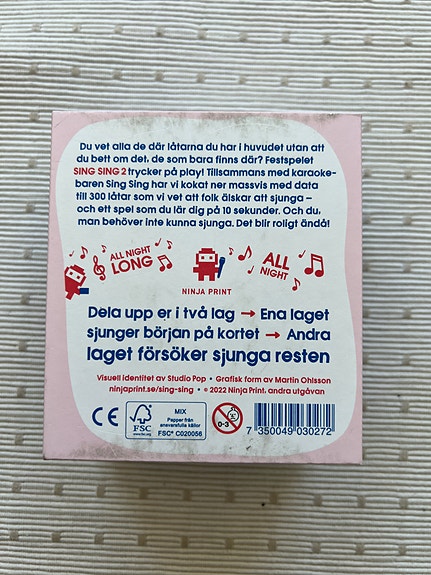 Du vet alla de där låtarna du har i huvudet utan att
du bett om det, de som bara finns där? Festspelet
SING SING 2 trycker på play! Tillsammans med karaoke-
baren Sing Sing har vi kokat ner massvis med data
till 300 låtar som vi vet att folk älskar att sjunga –
och ett spel som du lär dig på 10 sekunder. Och du,
man behöver inte kunna sjunga. Det blir roligt ändå!
ALL NIGHT
LONG
ALL
NIGHT
NINJA PRINT
Dela upp er i två lag → Ena laget
sjunger början på kortet → Andra
laget försöker sjunga resten
Visuell identitet av Studio Pop • Grafisk form av Martin Ohlsson
ninjaprint.se/sing-sing • © 2022 Ninja Print, andra utgåvan
CE
FSC
www.fsc.org
MIX
Papper från
ansvarsfulla källor
FSC® C020056
0-3
7 350049 030272